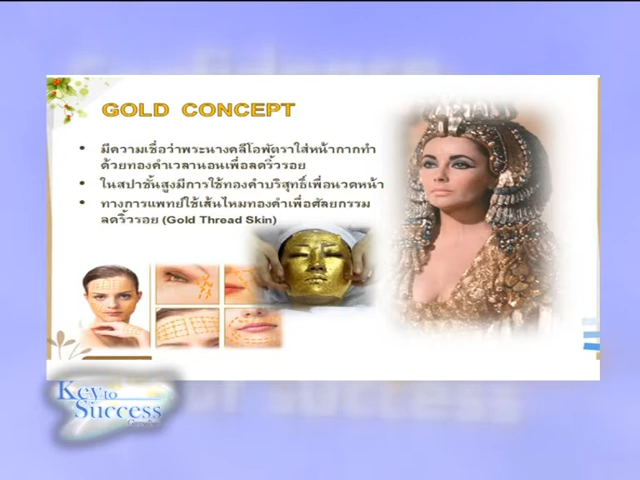 GOLD CONCEPT
• มีความเชื่อว่าพระนางคลีโอพัตราใส่หน้ากากทำ
ด้วยทองคำเวลานอนเพื่อลดริ้วรอย
• ในสปาชั้นสูงมีการใช้ทองคำบริสุทธิ์เพื่อนวดหน้า
• ทางการแพทย์ใช้เส้นไหมทองคำเพื่อศัลยกรรม
ลดริ้วรอย (Gold Thread Skin)
Key to
Success